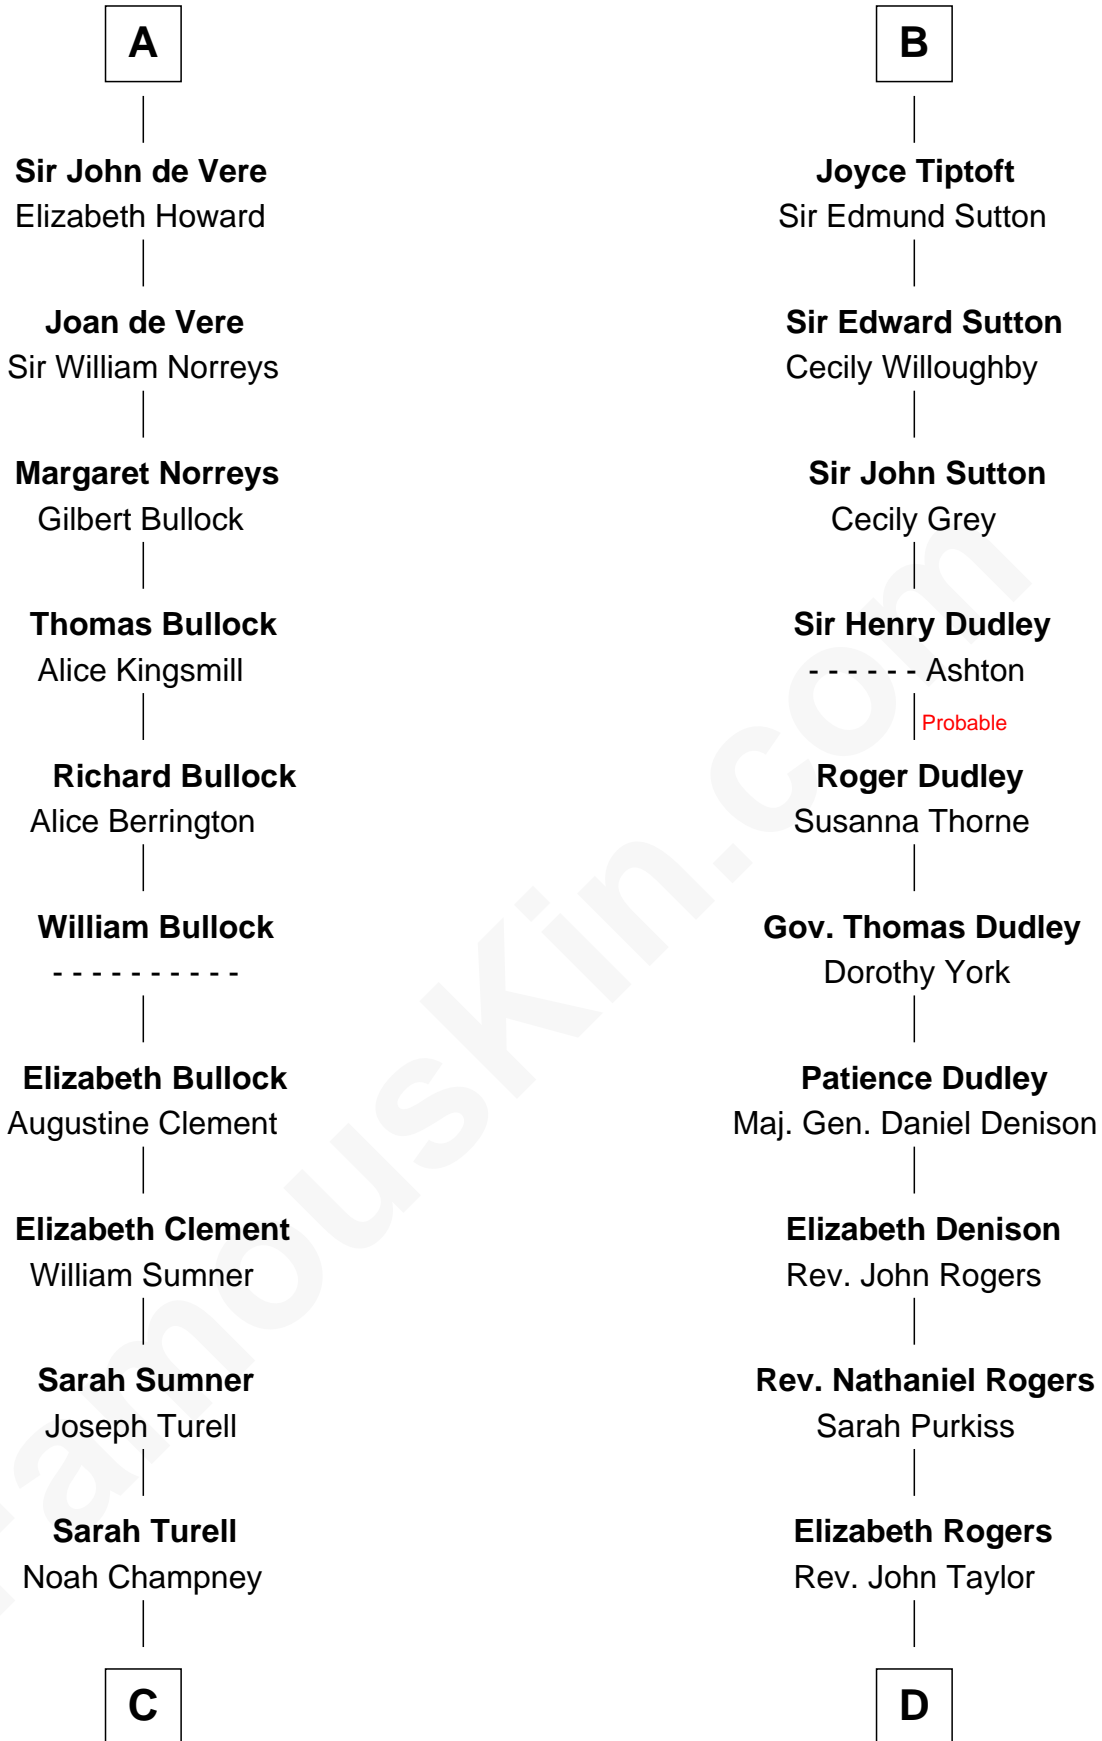 A
Sir John de Vere
Elizabeth Howard
Joan de Vere
Sir William Norreys
Margaret Norreys
Gilbert Bullock
Thomas Bullock
Alice Kingsmill
Richard Bullock
Alice Berrington
William Bullock
- - - - - - - - - -
Elizabeth Bullock
Augustine Clement
Elizabeth Clement
William Sumner
Sarah Sumner
Joseph Turell
Sarah Turell
Noah Champney
C
B
Joyce Tiptoft
Sir Edmund Sutton
Sir Edward Sutton
Cecily Willoughby
Sir John Sutton
Cecily Grey
Sir Henry Dudley
- - - - - - Ashton
Probable
Roger Dudley
Susanna Thorne
Gov. Thomas Dudley
Dorothy York
Patience Dudley
Maj. Gen. Daniel Denison
Elizabeth Denison
Rev. John Rogers
Rev. Nathaniel Rogers
Sarah Purkiss
Elizabeth Rogers
Rev. John Taylor
D
FamousKin.com